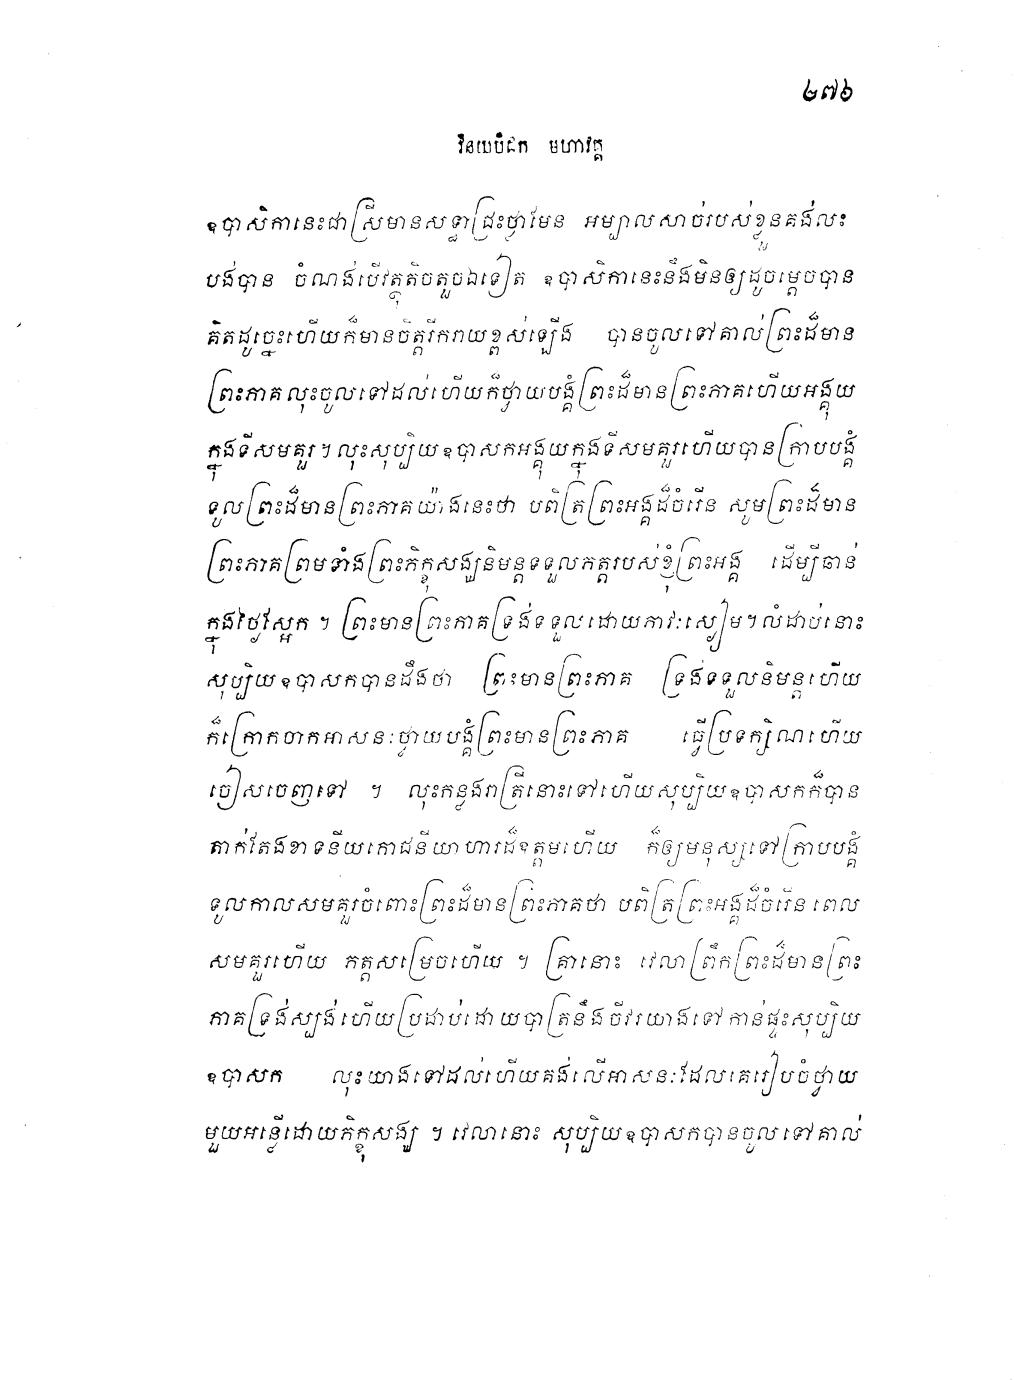 ២៧៦
វិនយបិដក មហាវគ្គ
ឧបាសិកានេះជាស្រីមានសទ្ធាជ្រះថ្លាមែន អម្បាលសាច់របស់ខ្លួនគង់លះ
បង់បាន ចំណង់បើវត្ថុតិចតួចឯទៀត ឧបាសិកានេះនឹងមិនឲ្យដូចម្តេចបាន
គិតដូច្នេះហើយក៏មានចិត្តរីករាយខ្ពស់ឡើង បានចូលទៅគាល់ព្រះដ៏មាន
ព្រះភាគលុះចូលទៅដល់ហើយក៏ថ្វាយបង្គំព្រះដ៏មានព្រះភាគហើយអង្គុយ
ក្នុងទីសមគួរ។ លុះសុប្បិយឧបាសកអង្គុយក្នុងទីសមគួរហើយបានក្រាបបង្គំ
ទូលព្រះដ៏មានព្រះភាគយ៉ាងនេះថា បពិត្រព្រះអង្គដ៏ចំរើន សូមព្រះដ៏មាន
ព្រះភាគព្រមទាំងព្រះភិក្ខុសង្ឃនិមន្តទទួលភត្តរបស់ខ្ញុំព្រះអង្គ ដើម្បីឆាន់
ក្នុងថ្ងៃស្អែក ។ ព្រះមានព្រះភាគទ្រង់ទទួលដោយភាវៈស្ងៀម។ លំដាប់នោះ
សុប្បិយឧបាសកបានដឹងថា ព្រះមានព្រះភាគ ទ្រង់ទទួលនិមន្តហើយ
ក៏ក្រោកចាកអាសនៈថ្វាយបង្គំព្រះមានព្រះភាគ ធ្វើប្រទក្សិណហើយ
ចៀសចេញទៅ ។ លុះកន្លងរាត្រីនោះទៅហើយសុប្បិយឧបាសកក៏បាន
តាក់តែងខាទនីយភោជនីយាហារដ៏ឧត្តមហើយ ក៏ឲ្យមនុស្សទៅក្រាបបង្គំ
ទូលកាលសមគួរចំពោះព្រះដ៏មានព្រះភាគថា បពិត្រព្រះអង្គដ៏ចំរើន ពេល
សមគួរហើយ ភត្តសម្រេចហើយ ។ គ្រានោះ វេលាព្រឹកព្រះដ៏មានព្រះ
ភាគទ្រង់ស្បង់ហើយប្រដាប់ដោយបាត្រនឹងចីវរយាងទៅកាន់ផ្ទះសុប្បិយ
ឧបាសក លុះយាងទៅដល់ហើយគង់លើអាសនៈដែលគេរៀបចំថ្វាយ
មួយអន្លើដោយភិក្ខុសង្ឃ ។ វេលានោះ សុប្បិយឧបាសកបានចូលទៅគាល់